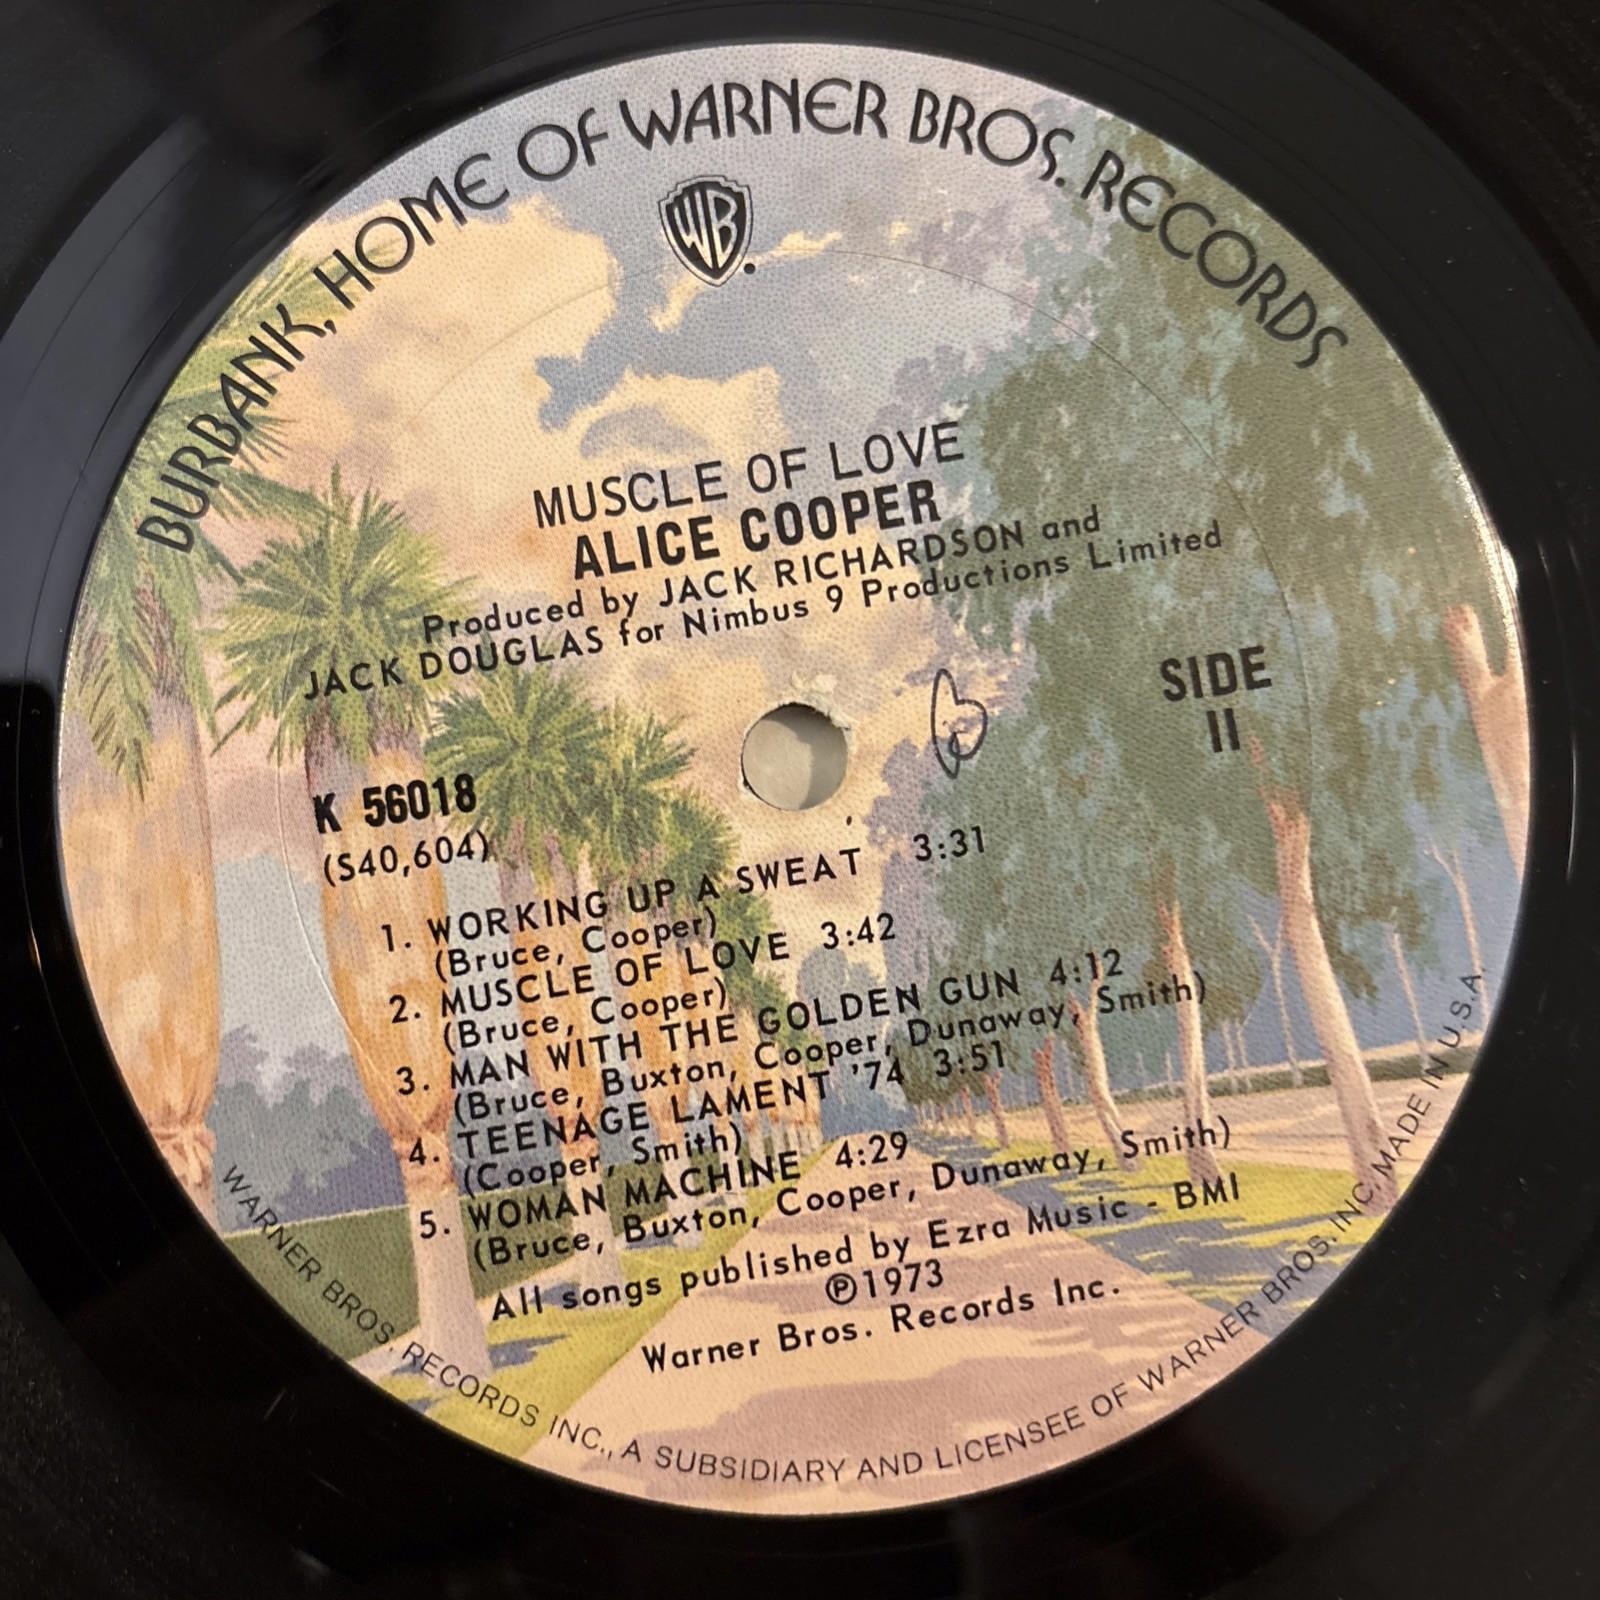 BURBANK, HOME OF WARNER BROS. RECORDS
WB
MUSCLE OF LOVE
ALICE COOPER
Produced by JACK RICHARDSON and
JACK DOUGLAS for Nimbus 9 Productions Limited
SIDE
II
K 56018
(S40,604)
1. WORKING UP A SWEAT 3:31
(Bruce, Cooper)
2. MUSCLE OF LOVE 3:42
(Bruce, Cooper)
3. MAN WITH THE GOLDEN GUN 4:12
(Bruce, Buxton, Cooper, Dunaway, Smith)
4. TEENAGE LAMENT '74 3:51
(Cooper, Smith)
5. WOMAN MACHINE 4:29
(Bruce, Buxton, Cooper, Dunaway, Smith)
All songs published by Ezra Music - BMI
℗1973
Warner Bros. Records Inc.
WARNER BROS. RECORDS INC., A SUBSIDIARY AND LICENSEE OF WARNER BROS. INC. MADE IN U.S.A.